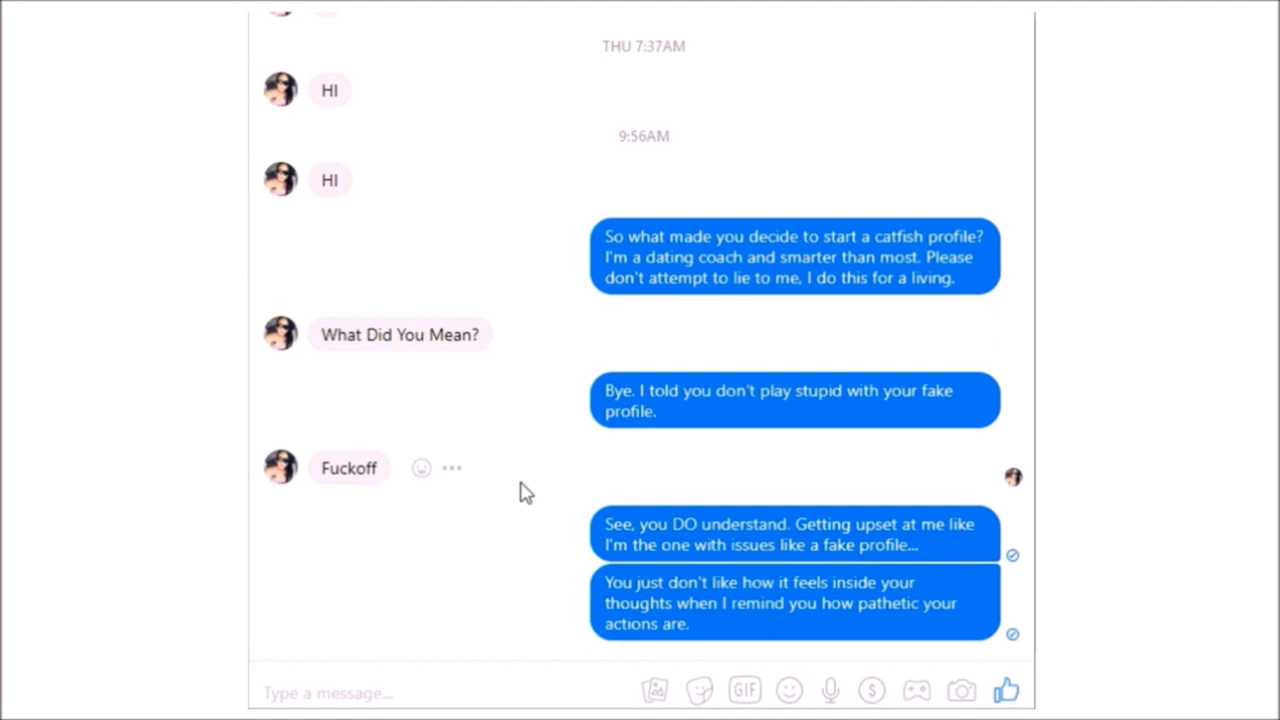 THU 7:37AM
HI
9:56AM
HI
So what made you decide to start a catfish profile?
I'm a dating coach and smarter than most. Please
don't attempt to lie to me, I do this for a living.
What Did You Mean?
Bye. I told you don't play stupid with your fake
profile.
Fuckoff
See, you DO understand. Getting upset at me like
I'm the one with issues like a fake profile...
You just don't like how it feels inside your
thoughts when I remind you how pathetic your
actions are.
Type a message...
GIF
$